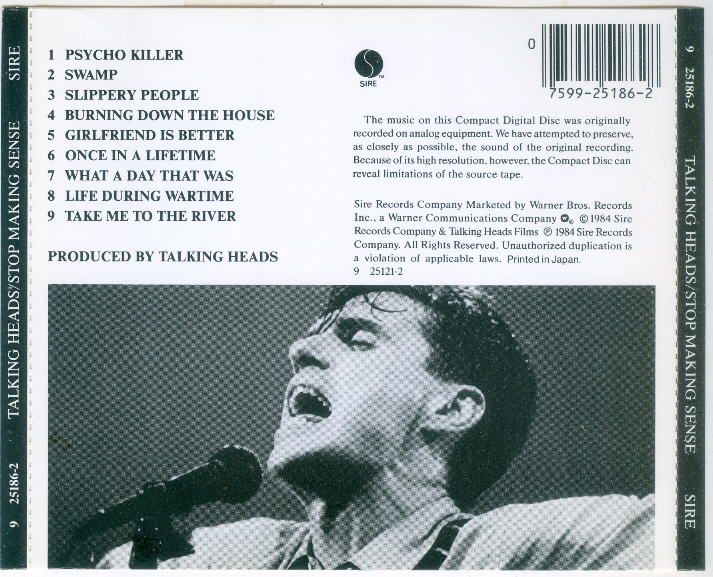 TALKING HEADS/STOP MAKING SENSE SIRE
9 25186-2
1 PSYCHO KILLER
2 SWAMP
3 SLIPPERY PEOPLE
4 BURNING DOWN THE HOUSE
5 GIRLFRIEND IS BETTER
6 ONCE IN A LIFETIME
7 WHAT A DAY THAT WAS
8 LIFE DURING WARTIME
9 TAKE ME TO THE RIVER
PRODUCED BY TALKING HEADS
S
TM
SIRE
0
7599-25186-2
The music on this Compact Digital Disc was originally
recorded on analog equipment. We have attempted to preserve,
as closely as possible, the sound of the original recording.
Because of its high resolution, however, the Compact Disc can
reveal limitations of the source tape.
Sire Records Company Marketed by Warner Bros. Records
Inc., a Warner Communications Company ©1984 Sire
Records Company & Talking Heads Films ℗ 1984 Sire Records
Company. All Rights Reserved. Unauthorized duplication is
a violation of applicable laws. Printed in Japan.
9 25121-2
9 25186-2
TALKING HEADS/STOP MAKING SENSE
SIRE